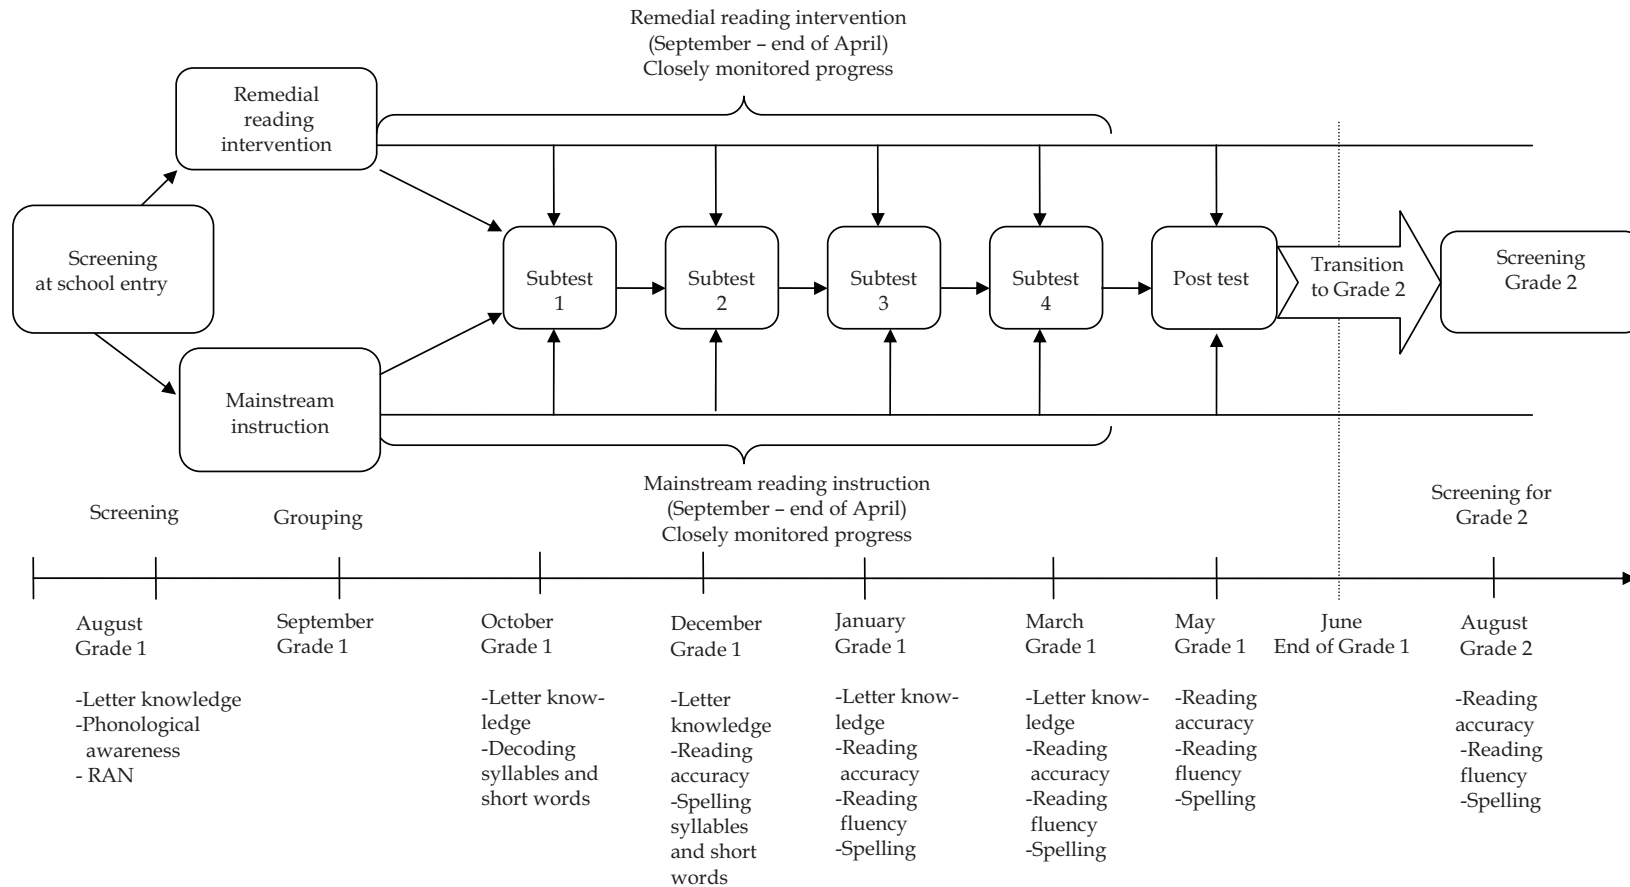 Remedial reading intervention
(September – end of April)
Closely monitored progress
Remedial
reading
intervention
Screening
at school entry
Subtest
1
Subtest
2
Subtest
3
Subtest
4
Post test
Transition
to Grade 2
Screening
Grade 2
Mainstream
instruction
Mainstream reading instruction
(September – end of April)
Closely monitored progress
Screening
Grouping
Screening for
Grade 2
August
Grade 1
September
Grade 1
October
Grade 1
December
Grade 1
January
Grade 1
March
Grade 1
May
Grade 1
June
End of Grade 1
August
Grade 2
-Letter knowledge
-Phonological
awareness
- RAN
-Letter know-
ledge
-Decoding
syllables and
short words
-Letter
knowledge
-Reading
accuracy
-Spelling
syllables
and short
words
-Letter know-
ledge
-Reading
accuracy
-Reading
fluency
-Spelling
-Letter know-
ledge
-Reading
accuracy
-Reading
fluency
-Spelling
-Reading
accuracy
-Reading
fluency
-Spelling
-Reading
accuracy
-Reading
fluency
-Spelling